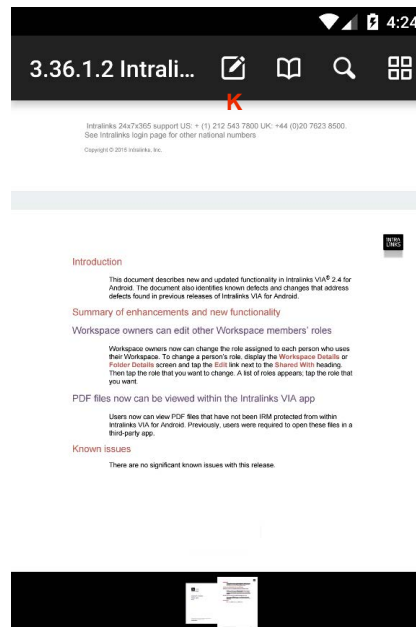 4:24
3.36.1.2 Intrali...
K
Intralinks 24x7x365 support US: + (1) 212 543 7800 UK: +44 (0)20 7623 8500.
See Intralinks login page for other national numbers
Copyright © 2015 Intralinks, Inc.
INTRA
LINKS
Introduction
This document describes new and updated functionality in Intralinks VIA® 2.4 for
Android. The document also identifies known defects and changes that address
defects found in previous releases of Intralinks VIA for Android.
Summary of enhancements and new functionality
Workspace owners can edit other Workspace members' roles
Workspace owners now can change the role assigned to each person who uses
their Workspace. To change a person's role, display the Workspace Details or
Folder Details screen and tap the Edit link next to the Shared With heading.
Then tap the role that you want to change. A list of roles appears; tap the role that
you want
PDF files now can be viewed within the Intralinks VIA app
Users now can view PDF files that have not been IRM protected from within
Intralinks VIA for Android. Previously, users were required to open these files in a
third-party app.
Known issues
There are no significant known issues with this release.